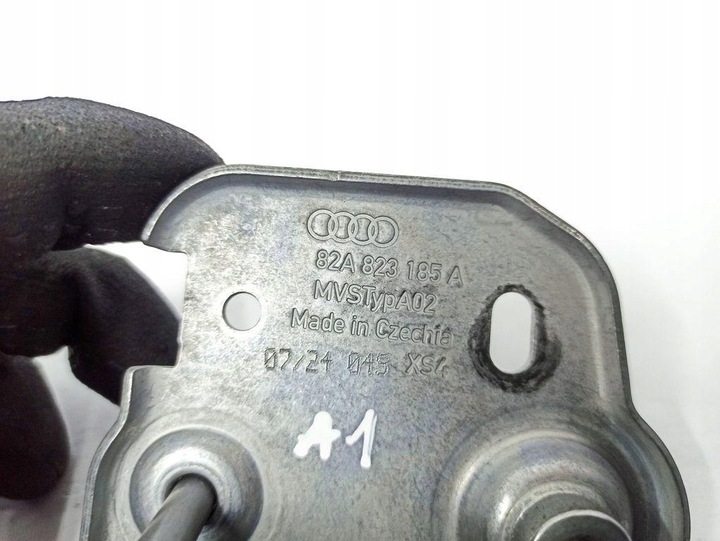 82A 823 185 A
MVSTypA02
Made in Czechia
07/24 045 XS4
A1